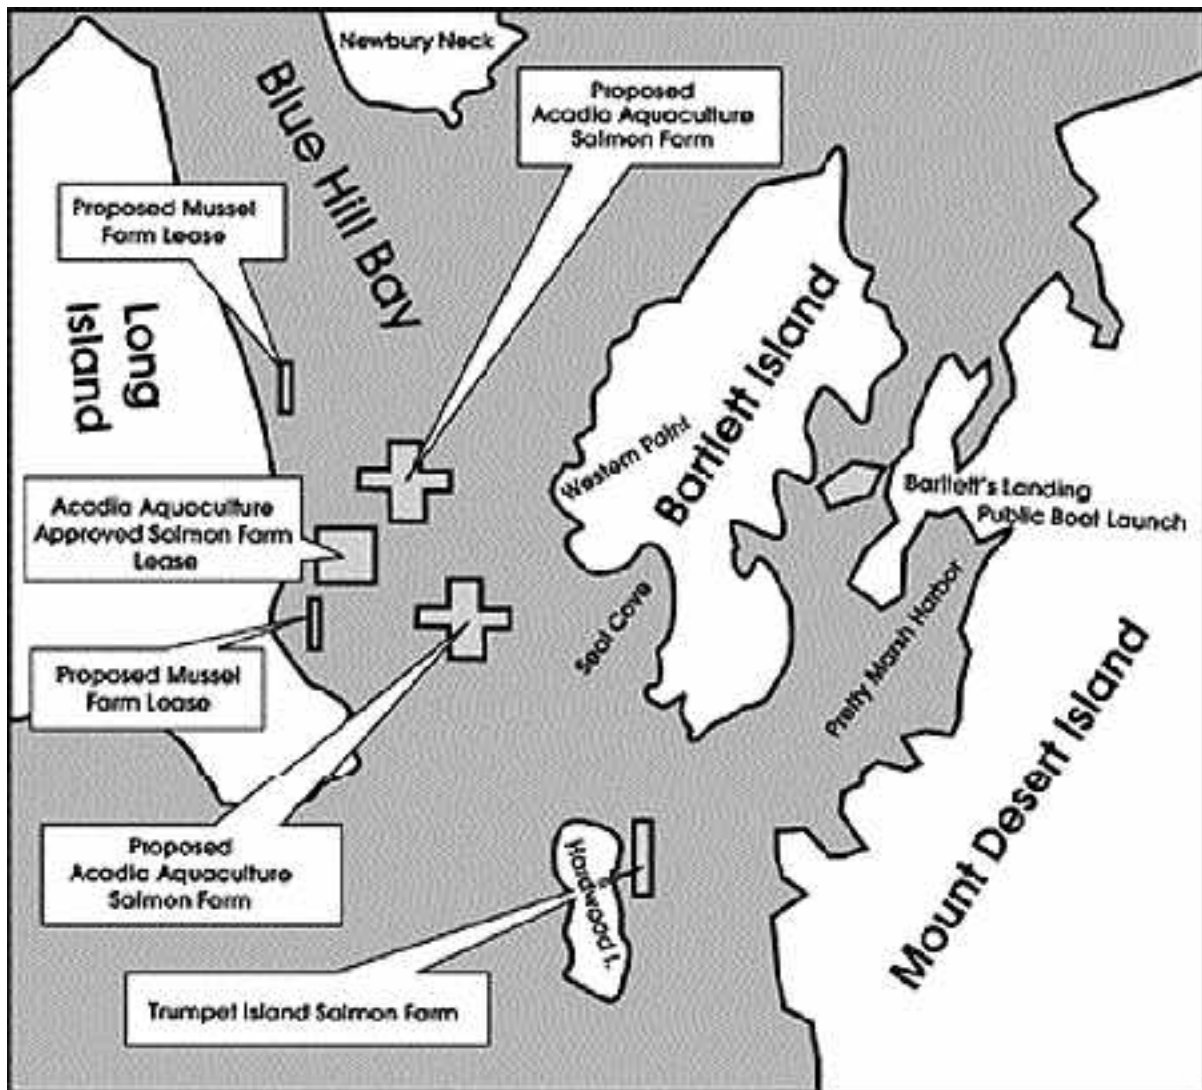 Newbury Neck
Proposed
Acadia Aquaculture
Salmon Farm
Blue Hill Bay
Proposed Mussel
Farm Lease
Long
Island
Bartlett Island
Western Point
Acadia Aquaculture
Approved Salmon Farm
Lease
Bartlett's Landing
Public Boat Launch
Seal Cove
Pretty Marsh Harbor
Proposed Mussel
Farm Lease
Mount Desert Island
Proposed
Acadia Aquaculture
Salmon Farm
Hardwood I.
Trumpet Island Salmon Farm